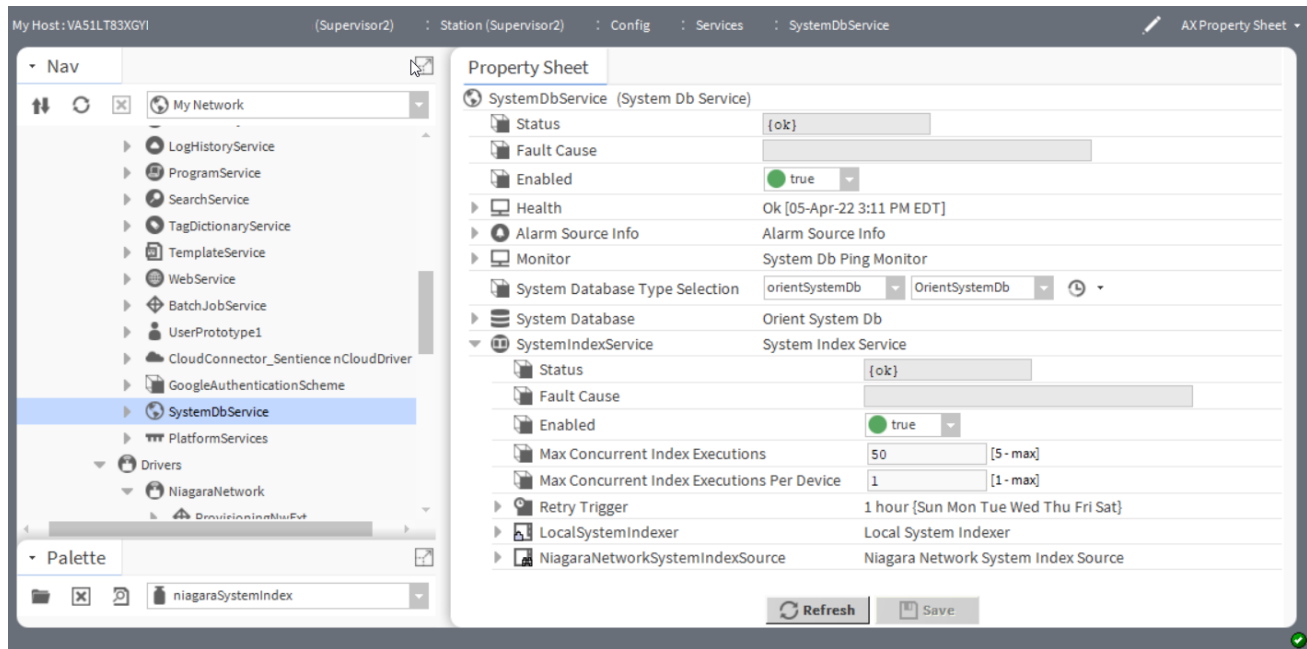 My Host : VA51LT83XGYI (Supervisor2) : Station (Supervisor2) : Config : Services : SystemDbService AX Property Sheet
Nav
My Network
LogHistoryService
ProgramService
SearchService
TagDictionaryService
TemplateService
WebService
BatchJobService
UserPrototype1
CloudConnector_Sentience nCloudDriver
GoogleAuthenticationScheme
SystemDbService
PlatformServices
Drivers
NiagaraNetwork
ProvisioningNwExt
Palette
niagaraSystemIndex
Property Sheet
SystemDbService (System Db Service)
Status {ok}
Fault Cause
Enabled true
Health Ok [05-Apr-22 3:11 PM EDT]
Alarm Source Info Alarm Source Info
Monitor System Db Ping Monitor
System Database Type Selection orientSystemDb OrientSystemDb
System Database Orient System Db
SystemIndexService System Index Service
Status {ok}
Fault Cause
Enabled true
Max Concurrent Index Executions 50 [5 - max]
Max Concurrent Index Executions Per Device 1 [1 - max]
Retry Trigger 1 hour {Sun Mon Tue Wed Thu Fri Sat}
LocalSystemIndexer Local System Indexer
NiagaraNetworkSystemIndexSource Niagara Network System Index Source
Refresh Save